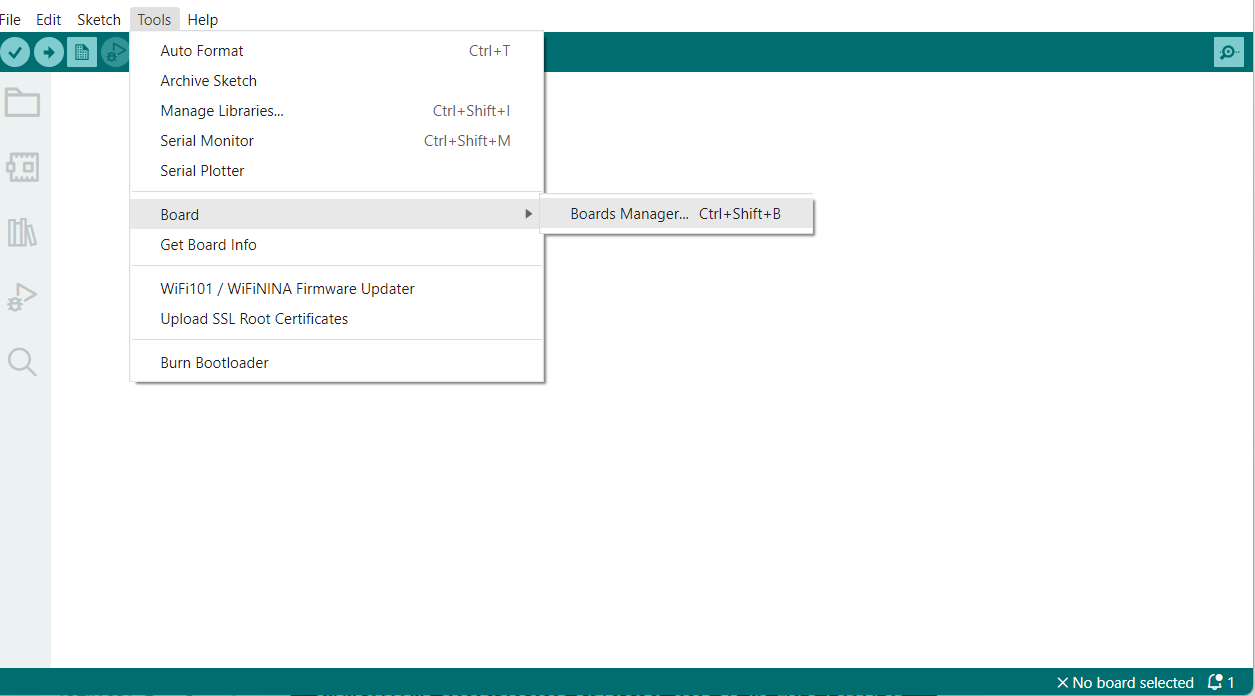 File Edit Sketch Tools Help
Auto Format Ctrl+T
Archive Sketch
Manage Libraries... Ctrl+Shift+I
Serial Monitor Ctrl+Shift+M
Serial Plotter
Board Boards Manager... Ctrl+Shift+B
Get Board Info
WiFi101 / WiFiNINA Firmware Updater
Upload SSL Root Certificates
Burn Bootloader
No board selected 1